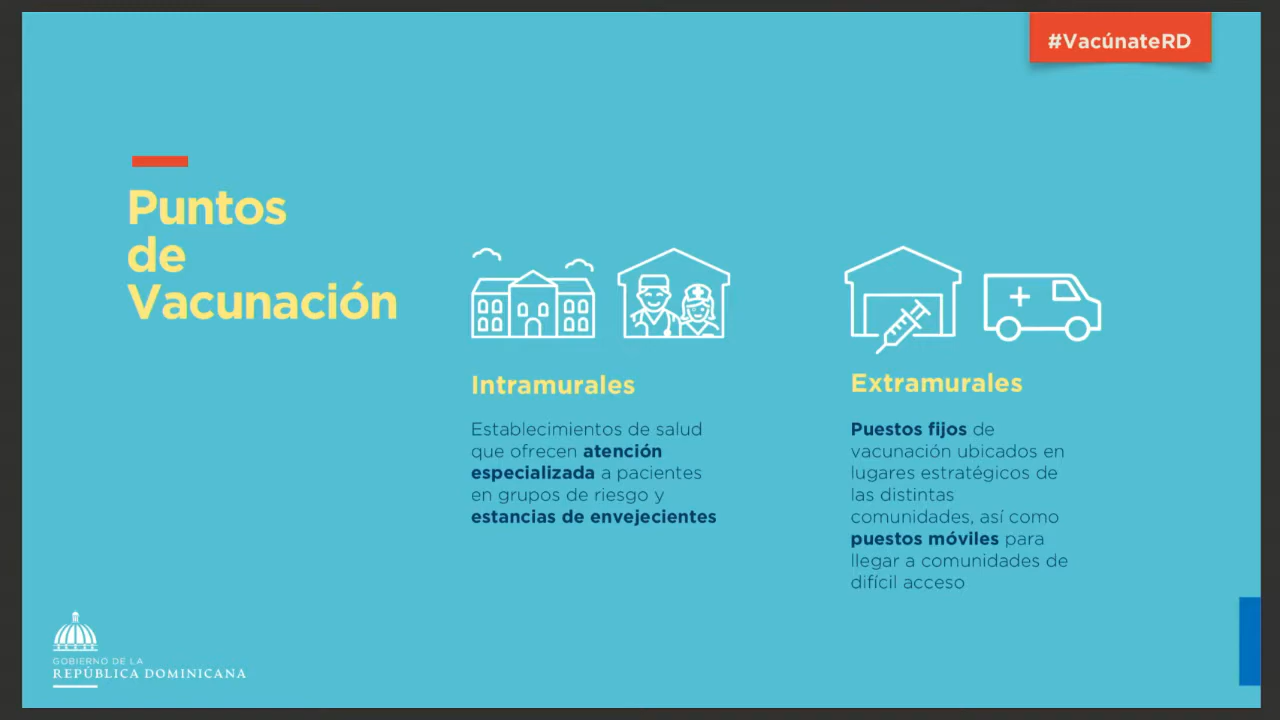 #VacúnateRD
Puntos
de
Vacunación
Intramurales
Establecimientos de salud
que ofrecen atención
especializada a pacientes
en grupos de riesgo y
estancias de envejecientes
Extramurales
Puestos fijos de
vacunación ubicados en
lugares estratégicos de
las distintas
comunidades, así como
puestos móviles para
llegar a comunidades de
difícil acceso
GOBIERNO DE LA
REPÚBLICA DOMINICANA